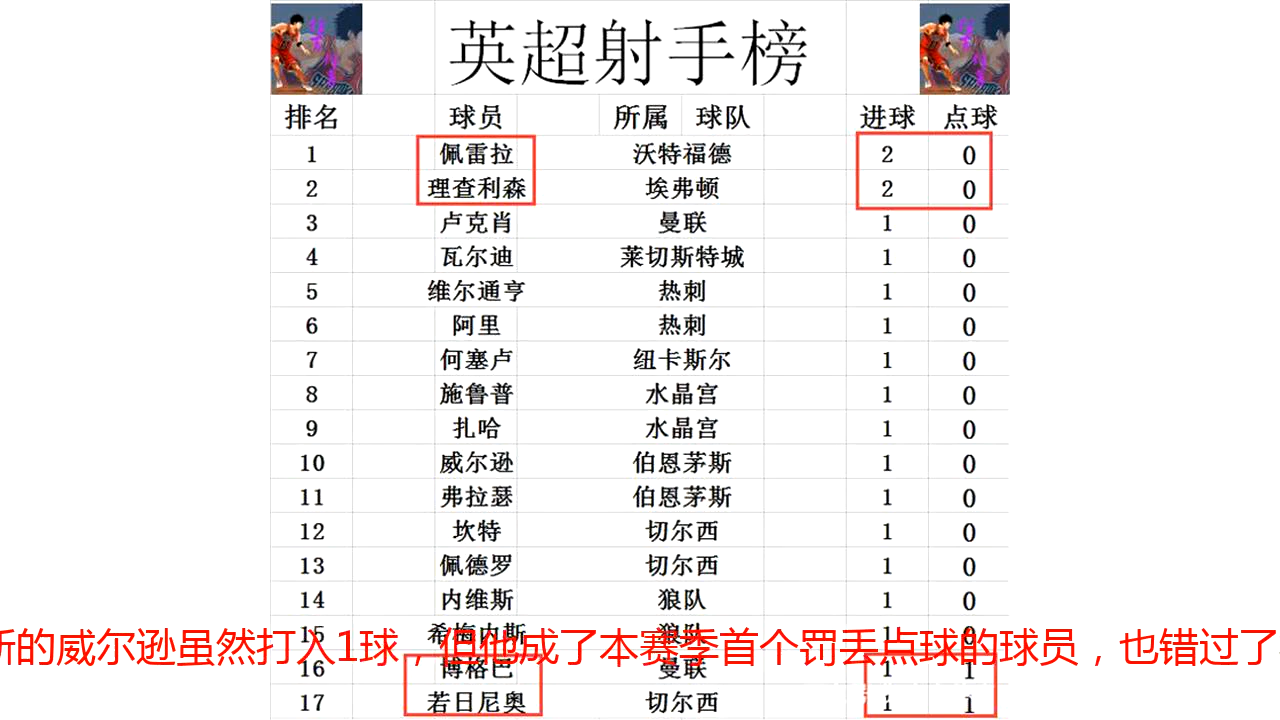 英超射手榜
排名 球员 所属 球队 进球 点球
1 佩雷拉 沃特福德 2 0
2 理查利森 埃弗顿 2 0
3 卢克肖 曼联 1 0
4 瓦尔迪 莱切斯特城 1 0
5 维尔通亨 热刺 1 0
6 阿里 热刺 1 0
7 何塞卢 纽卡斯尔 1 0
8 施鲁普 水晶宫 1 0
9 扎哈 水晶宫 1 0
10 威尔逊 伯恩茅斯 1 0
11 弗拉瑟 伯恩茅斯 1 0
12 坎特 切尔西 1 0
13 佩德罗 切尔西 1 0
14 内维斯 狼队 1 0
15 希梅内斯 狼队 1 0
斯的威尔逊虽然打入1球，但他成了本赛季首个罚丢点球的球员，也错过了
16 博格巴 曼联 1 1
17 若日尼奥 切尔西 1 1